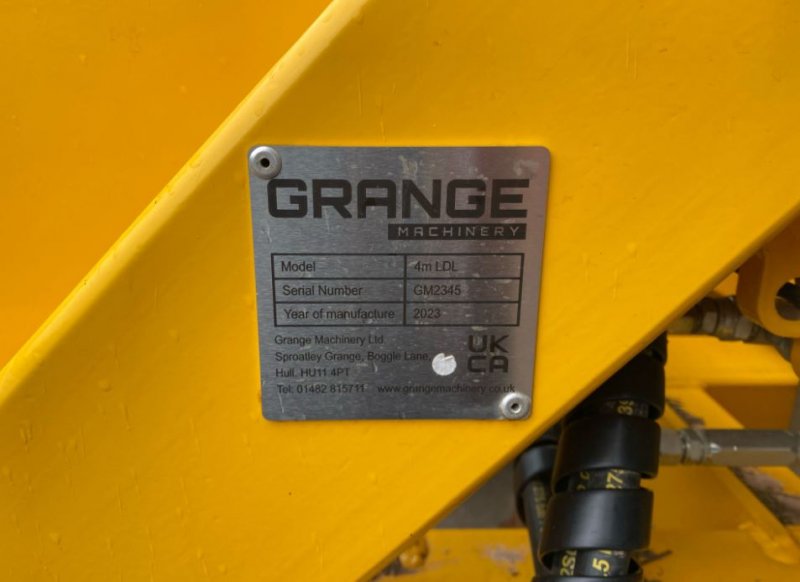 GRANGE
MACHINERY
Model 4m LDL
Serial Number GM2345
Year of manufacture 2023
Grange Machinery Ltd
Sproatley Grange, Boggle Lane,
Hull. HU11 4PT
Tel: 01482 815711 www.grangemachinery.co.uk
UK
CA